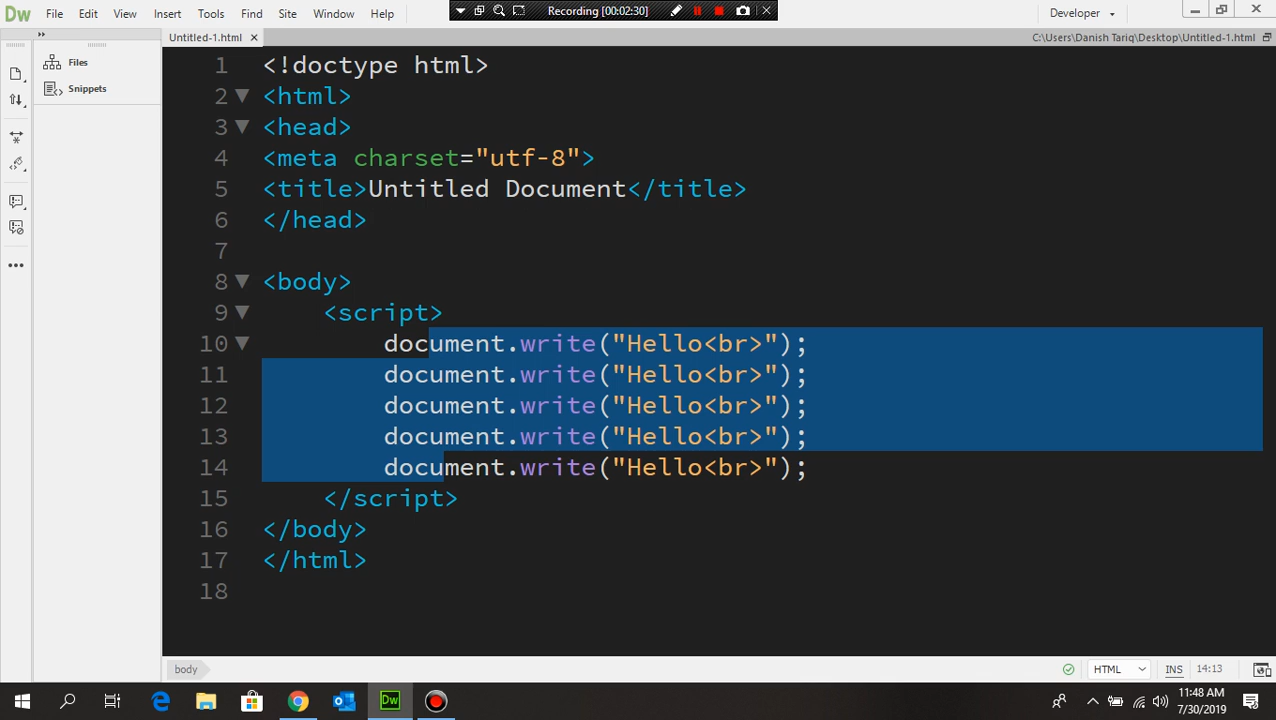 Dw File Edit View Insert Tools Find Site Window Help Recording [00:02:30] Developer
Untitled-1.html C:\Users\Danish Tariq\Desktop\Untitled-1.html
Files
Snippets
1 <!doctype html>
2 <html>
3 <head>
4 <meta charset="utf-8">
5 <title>Untitled Document</title>
6 </head>
7
8 <body>
9 <script>
10 document.write("Hello<br>");
11 document.write("Hello<br>");
12 document.write("Hello<br>");
13 document.write("Hello<br>");
14 document.write("Hello<br>");
15 </script>
16 </body>
17 </html>
18
body HTML INS 14:13
Dw
11:48 AM
7/30/2019